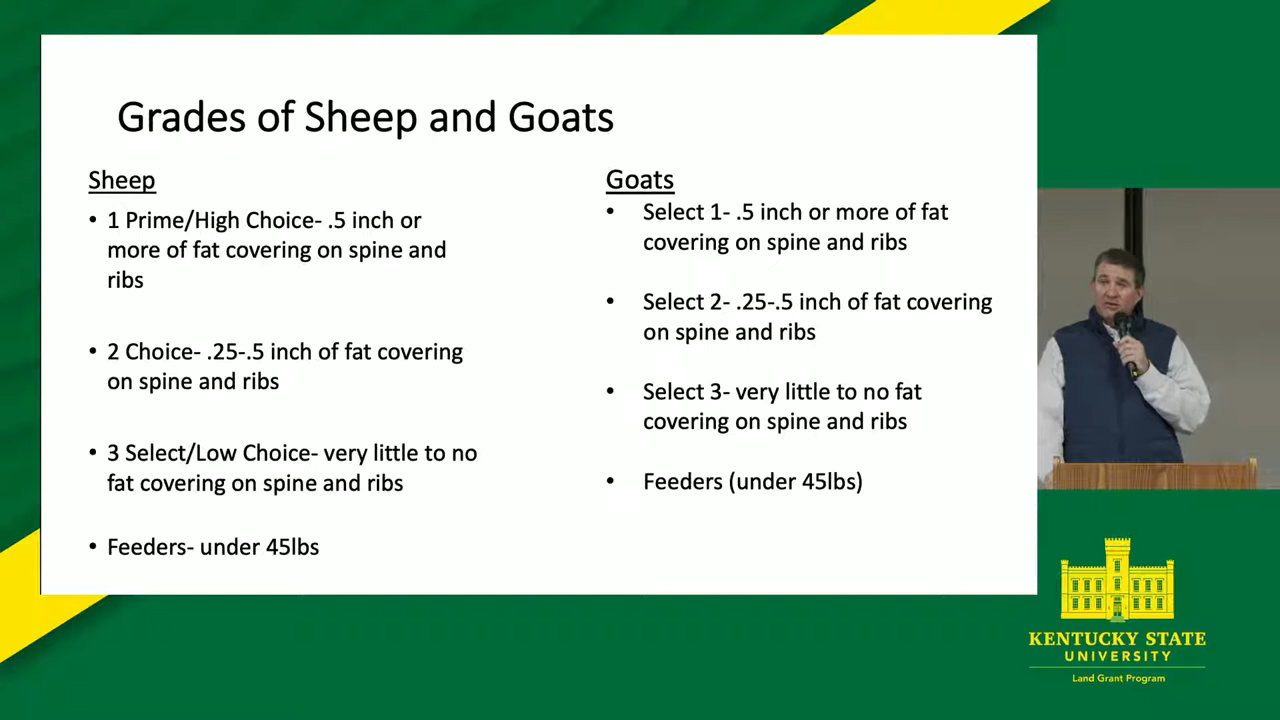 Grades of Sheep and Goats
Sheep
• 1 Prime/High Choice- .5 inch or
more of fat covering on spine and
ribs
• 2 Choice- .25-.5 inch of fat covering
on spine and ribs
• 3 Select/Low Choice- very little to no
fat covering on spine and ribs
• Feeders- under 45lbs
Goats
• Select 1- .5 inch or more of fat
covering on spine and ribs
• Select 2- .25-.5 inch of fat covering
on spine and ribs
• Select 3- very little to no fat
covering on spine and ribs
• Feeders (under 45lbs)
KENTUCKY STATE
UNIVERSITY
Land Grant Program